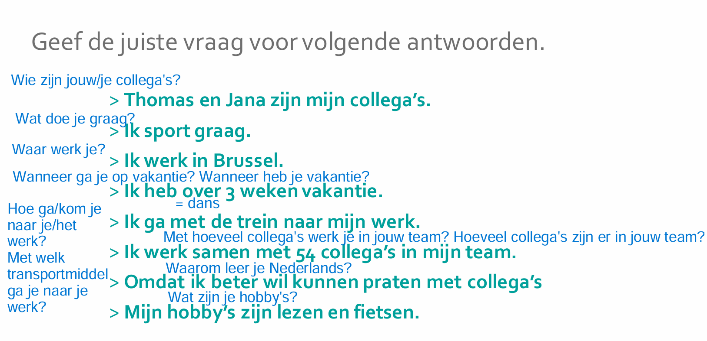 Geef de juiste vraag voor volgende antwoorden.
Wie zijn jouw/je collega's?
> Thomas en Jana zijn mijn collega's.
Wat doe je graag?
> Ik sport graag.
Waar werk je?
> Ik werk in Brussel.
Wanneer ga je op vakantie? Wanneer heb je vakantie?
> Ik heb over 3 weken vakantie.
= dans
Hoe ga/kom je
naar je/het
werk?
Met welk
transportmiddel
ga je naar je
werk?
> Ik ga met de trein naar mijn werk.
Met hoeveel collega's werk je in jouw team? Hoeveel collega's zijn er in jouw team?
> Ik werk samen met 54 collega's in mijn team.
Waarom leer je Nederlands?
> Omdat ik beter wil kunnen praten met collega's
Wat zijn je hobby's?
> Mijn hobby's zijn lezen en fietsen.